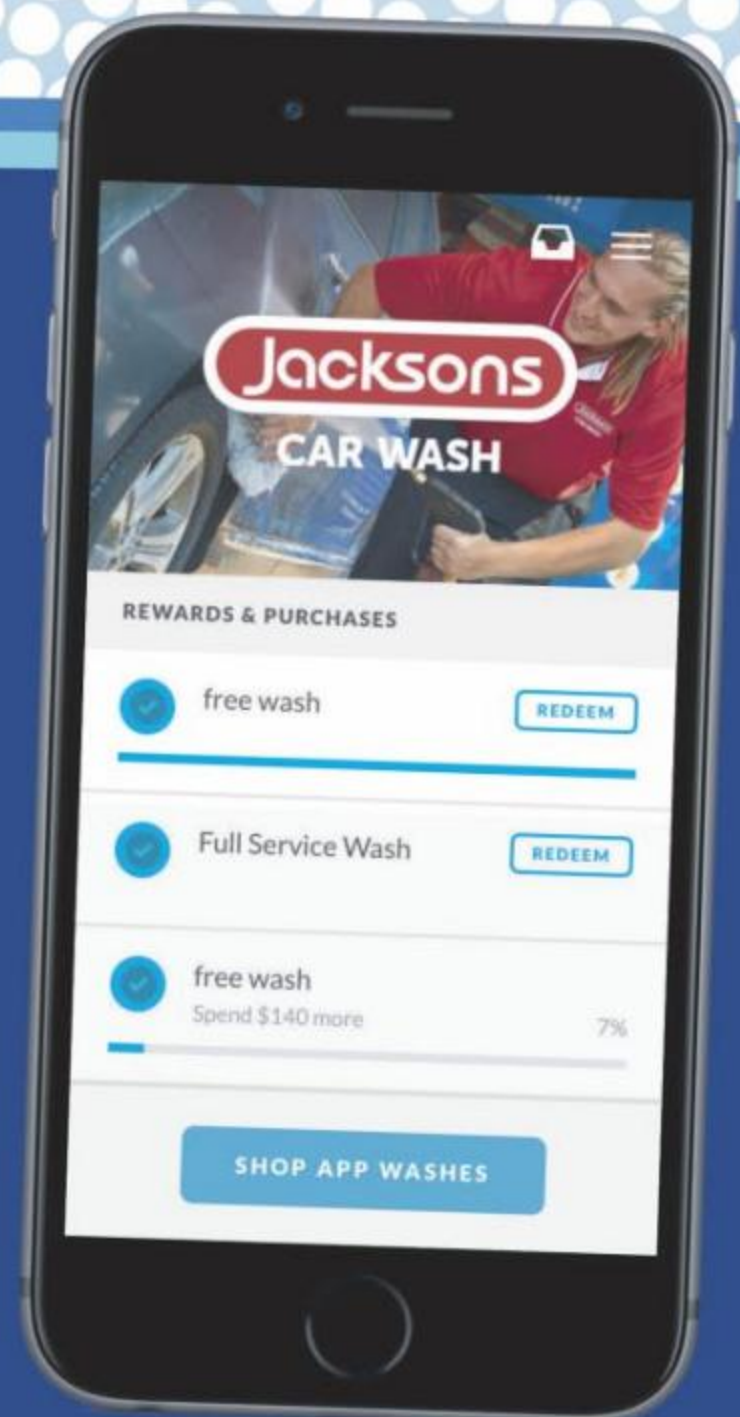 Jacksons
CAR WASH
REWARDS & PURCHASES
free wash
REDEEM
Full Service Wash
REDEEM
free wash
Spend $140 more
7%
SHOP APP WASHES